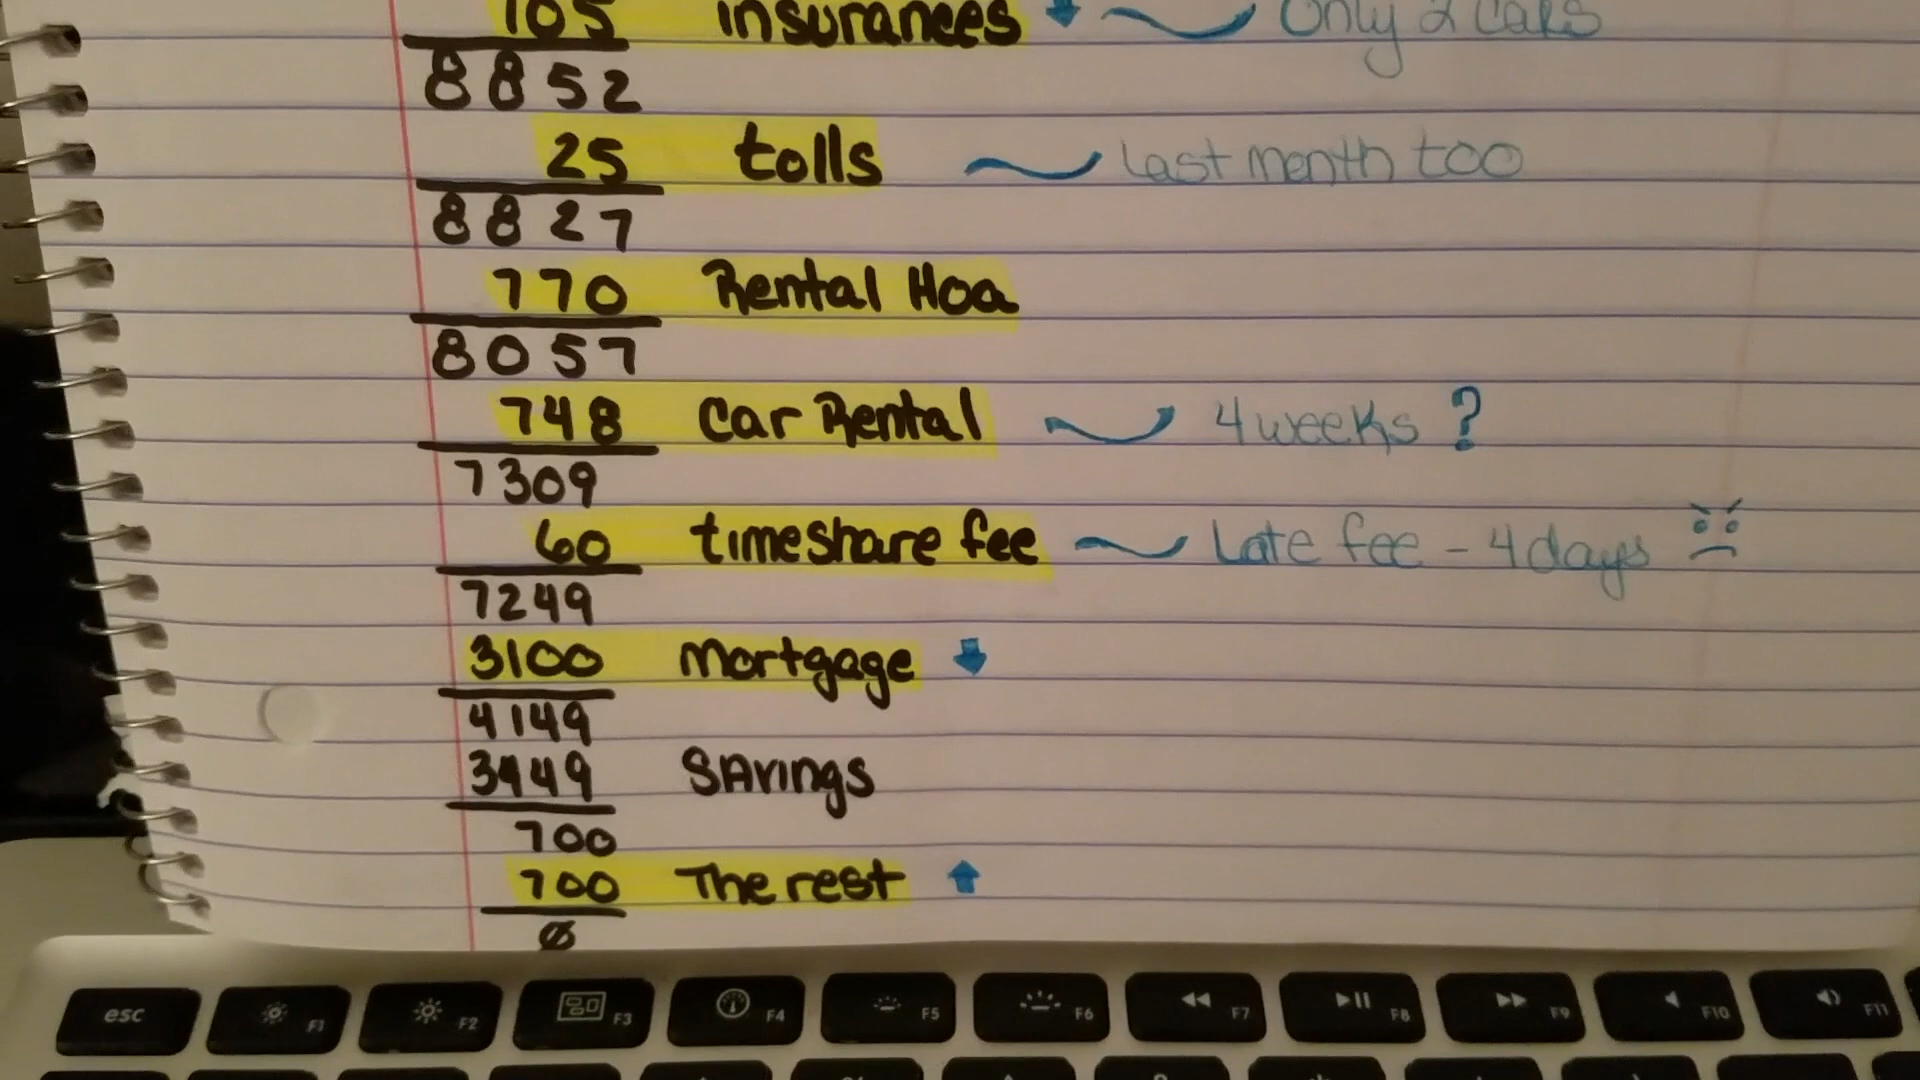 105 insurances ~ Only 2 cars
8852
25 tolls ~ Last month too
8827
770 Rental Hoa
8057
748 Car Rental ~ 4 weeks ?
7309
60 timeshare fee ~ Late fee - 4 days
7249
3100 mortgage
4149
3449 SAvings
700
700 The rest
0
esc F1 F2 F3 F4 F5 F6 F7 F8 F9 F10 F11